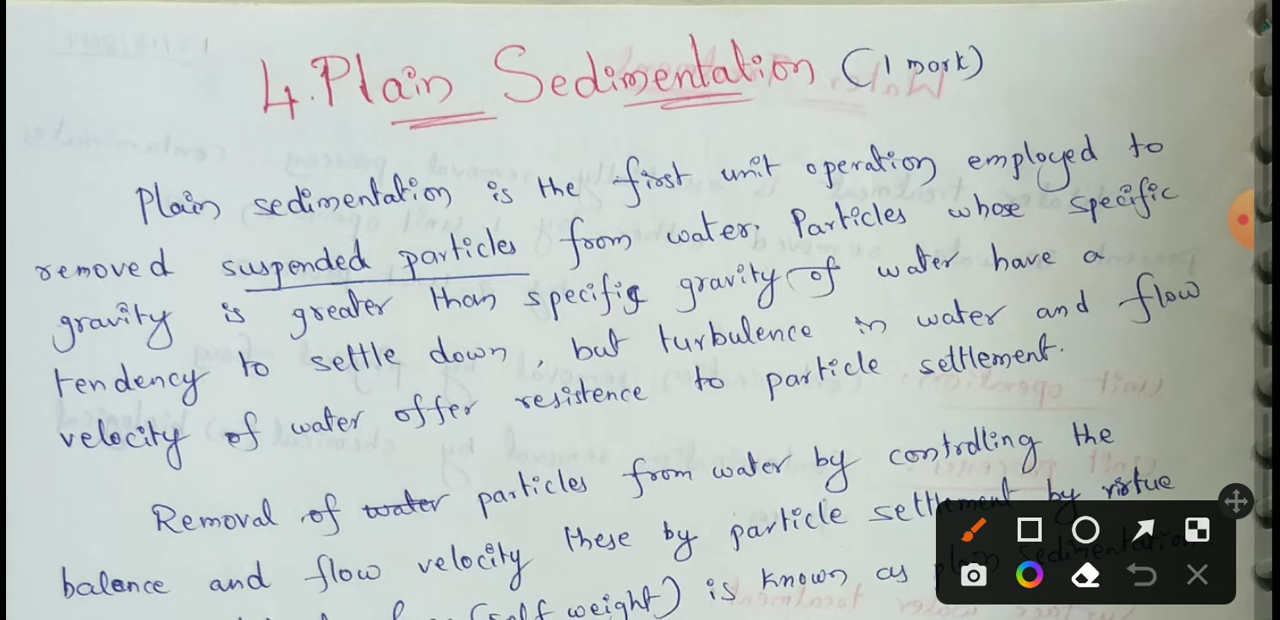 4. Plain Sedimentation (1 mark)
Plain sedimentation is the first unit operation employed to
removed suspended particles from water. Particles whose specific
gravity is greater than specific gravity of water have a
tendency to settle down, but turbulence in water and flow
velocity of water offer resistence to particle settlement.
Removal of water particles from water by controlling the
balance and flow velocity these by particle settlement by virtue
(self weight) is known as plain sedimentation